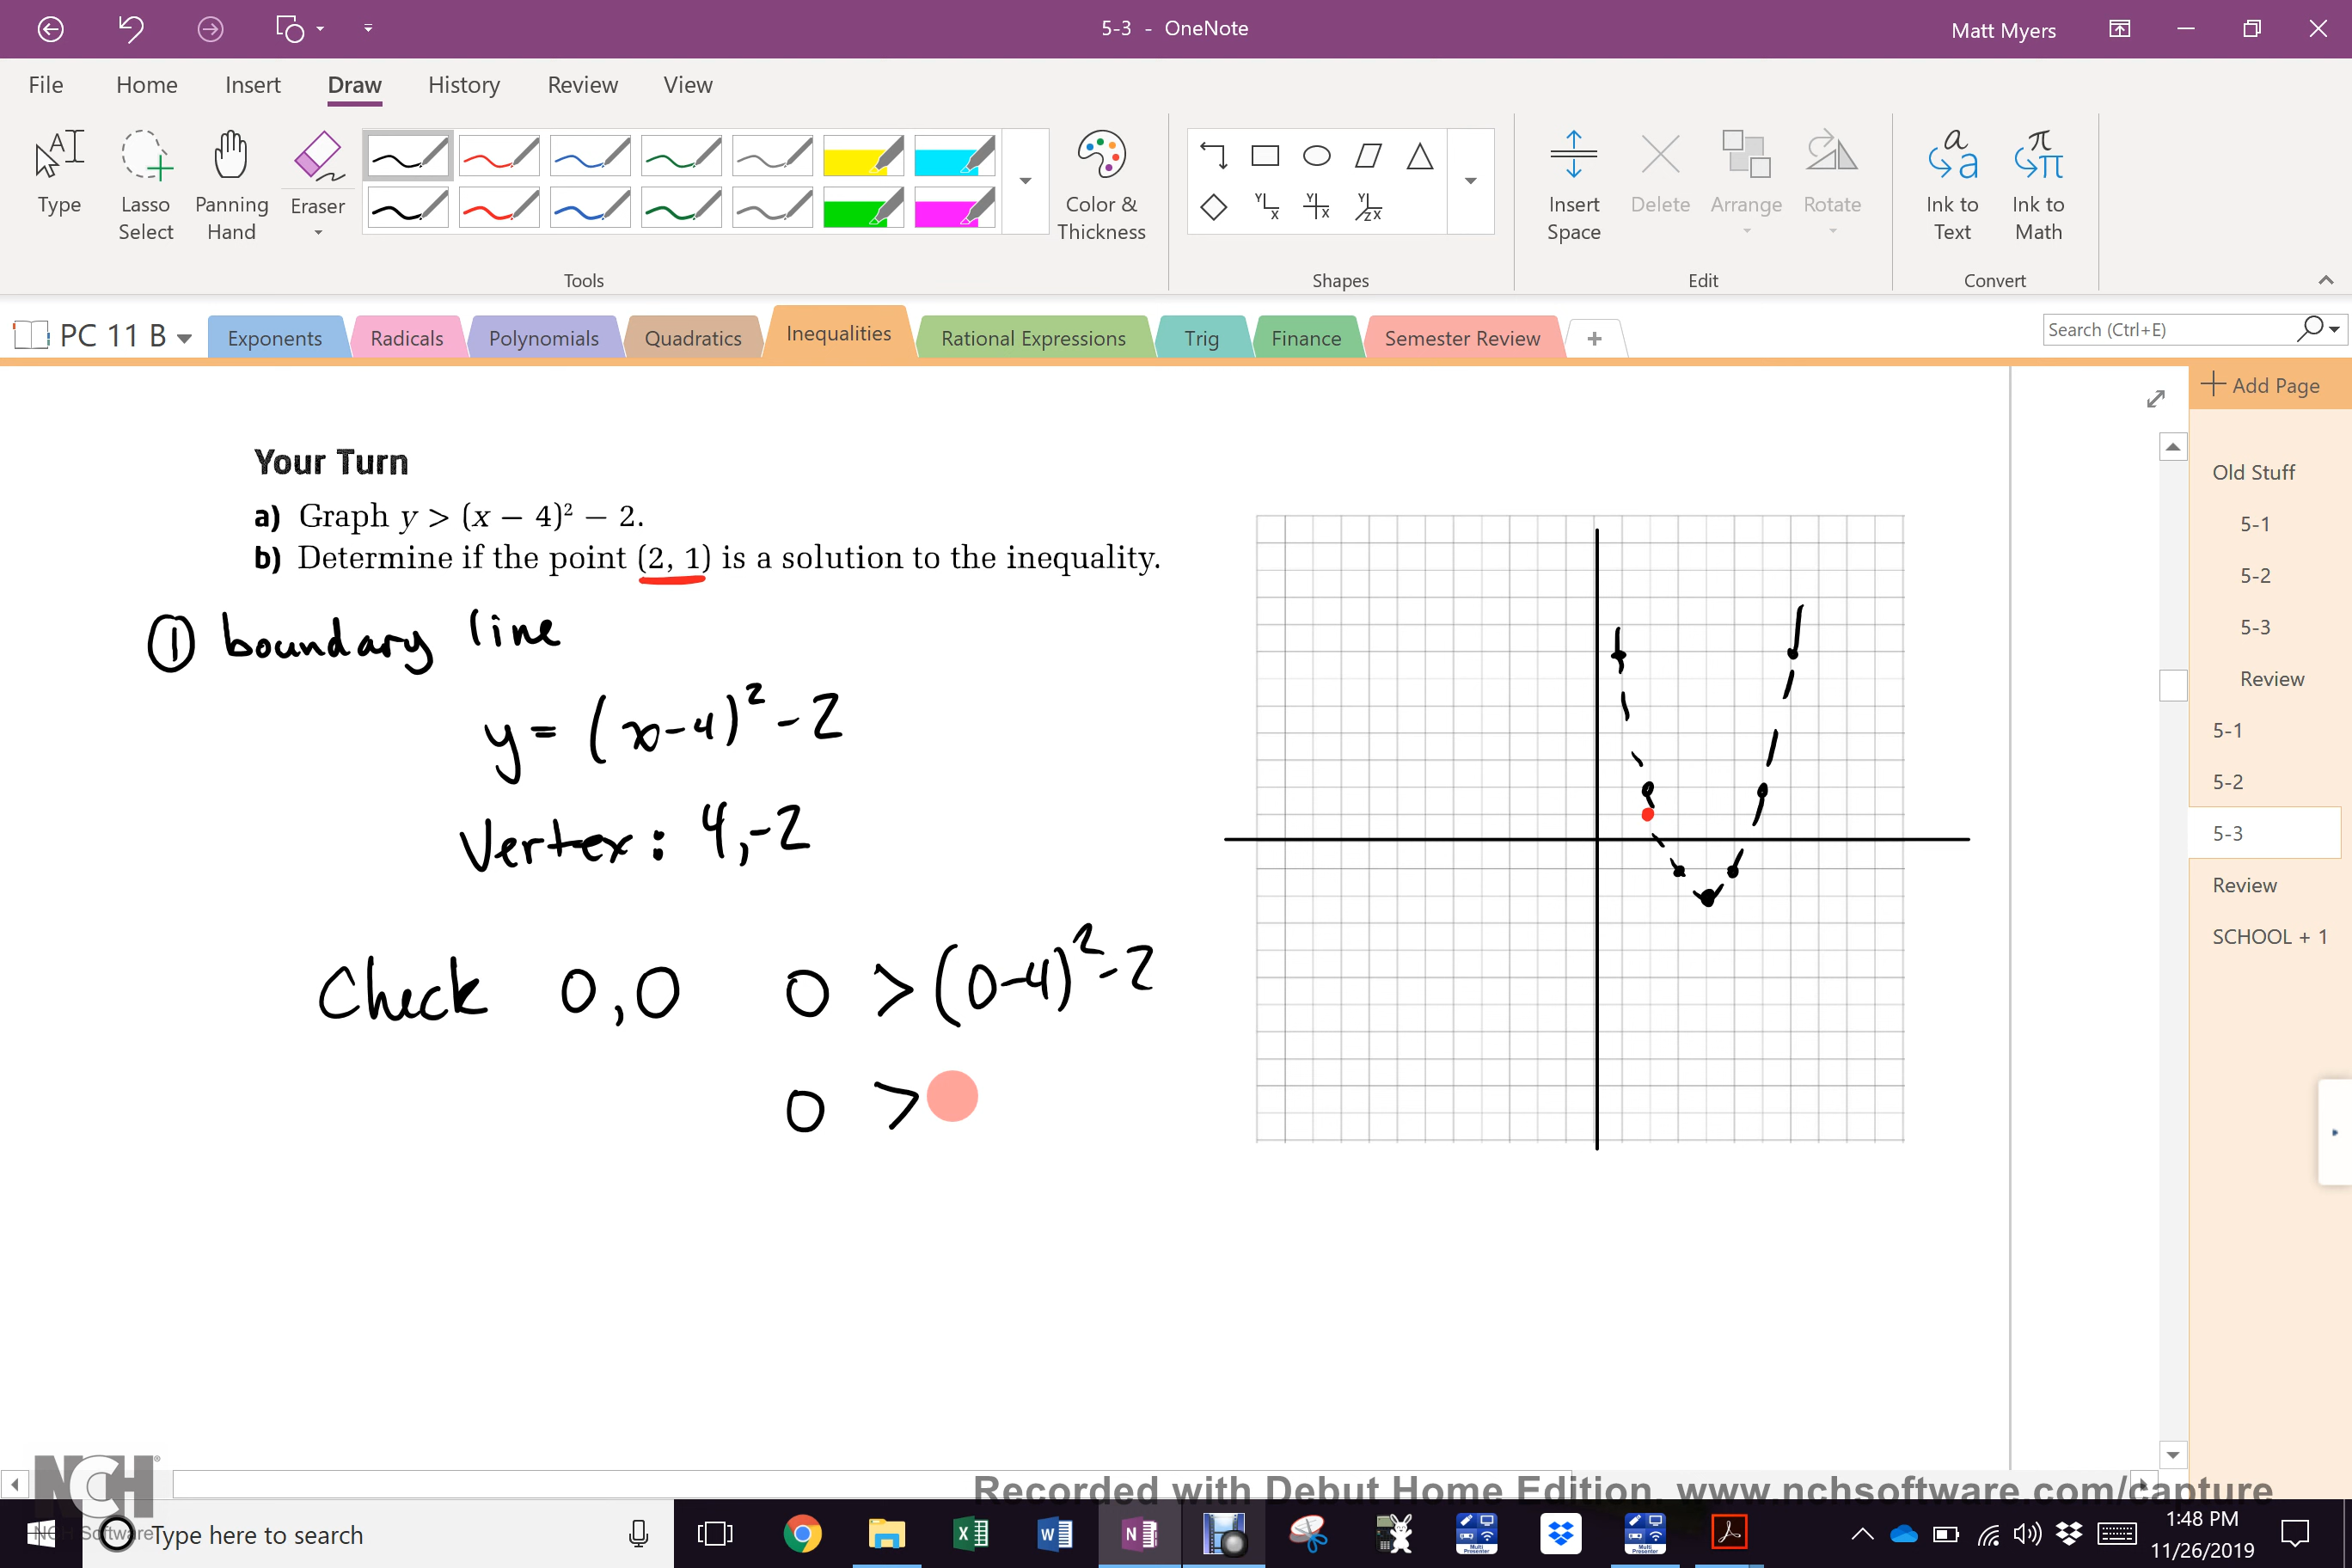 5-3 - OneNote
Matt Myers
File Home Insert Draw History Review View
Type
Lasso Select
Panning Hand
Eraser
Color & Thickness
Insert Space
Delete
Arrange
Rotate
Ink to Text
Ink to Math
Tools
Shapes
Edit
Convert
PC 11 B
Exponents Radicals Polynomials Quadratics Inequalities Rational Expressions Trig Finance Semester Review +
Search (Ctrl+E)
Add Page
Old Stuff
5-1
5-2
5-3
Review
5-1
5-2
5-3
Review
SCHOOL + 1
Your Turn
a) Graph y > (x − 4)² − 2.
b) Determine if the point (2, 1) is a solution to the inequality.
① boundary line
y = (x-4)² - 2
Vertex: 4,-2
Check 0,0 0 > (0-4)² - 2
0 >
NCH®
NCH Software
Recorded with Debut Home Edition. www.nchsoftware.com/capture
Type here to search
1:48 PM
11/26/2019